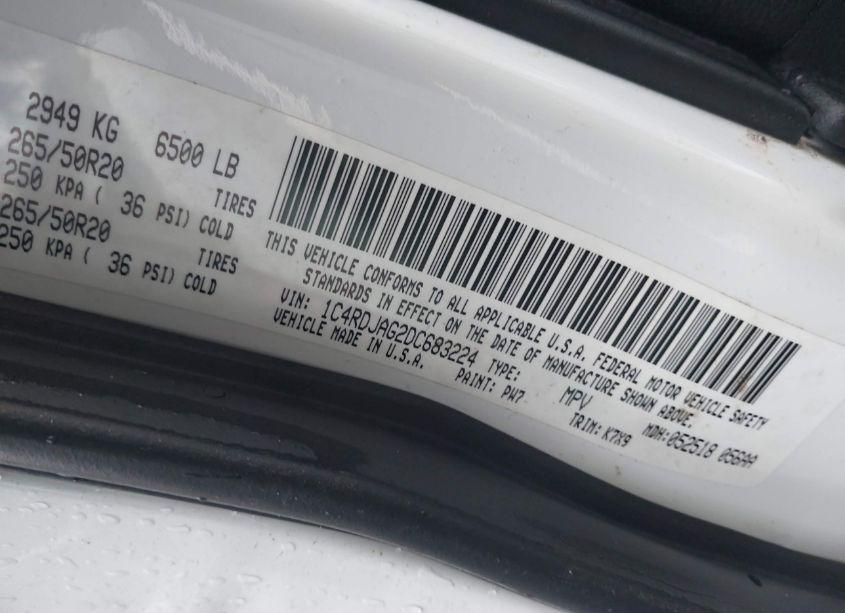 2949 KG 6500 LB
265/50R20 TIRES
250 KPA ( 36 PSI) COLD
265/50R20 TIRES
250 KPA ( 36 PSI) COLD
THIS VEHICLE CONFORMS TO ALL APPLICABLE U.S.A. FEDERAL MOTOR VEHICLE SAFETY
STANDARDS IN EFFECT ON THE DATE OF MANUFACTURE SHOWN ABOVE.
VIN: 1C4RDJAG2DC683224 TYPE: MPV MDH:052518 056AA
VEHICLE MADE IN U.S.A. PAINT: PW7 TRIM: K7X9